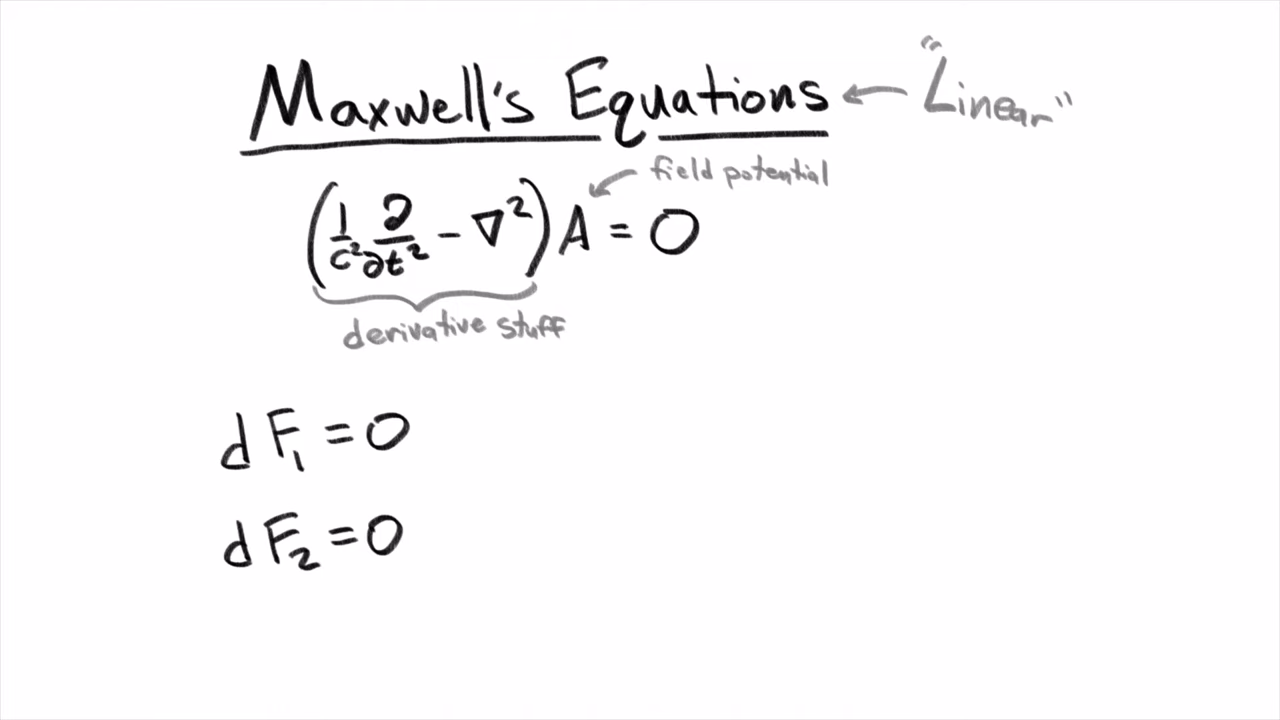 Maxwell's Equations ← "Linear"
field potential
(1/c² ∂/∂t² − ∇²) A = 0
derivative stuff
dF₁ = 0
dF₂ = 0